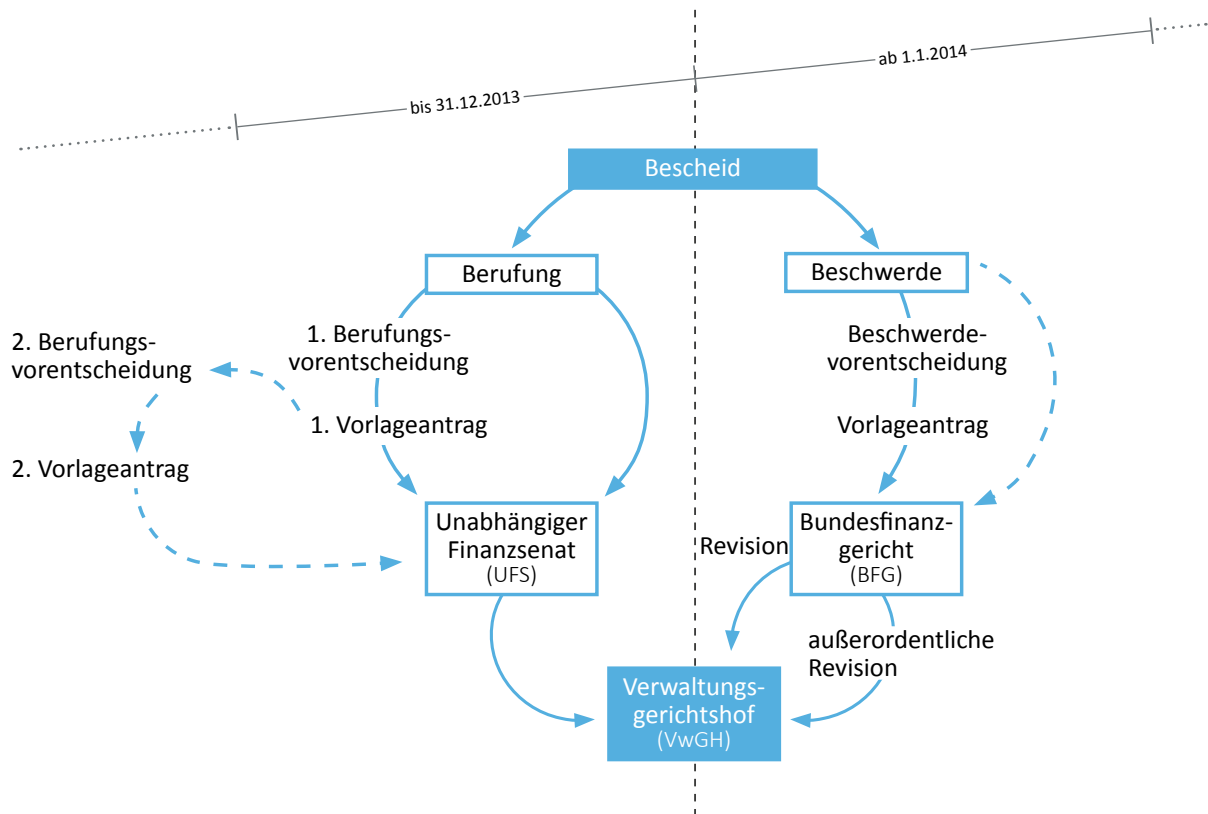 ab 1.1.2014
bis 31.12.2013
Bescheid
Berufung
Beschwerde
2. Berufungs-
vorentscheidung
1. Berufungs-
vorentscheidung
Beschwerde-
vorentscheidung
1. Vorlageantrag
Vorlageantrag
2. Vorlageantrag
Unabhängiger
Finanzsenat
(UFS)
Bundesfinanz-
gericht
(BFG)
Revision
außerordentliche
Revision
Verwaltungs-
gerichtshof
(VwGH)